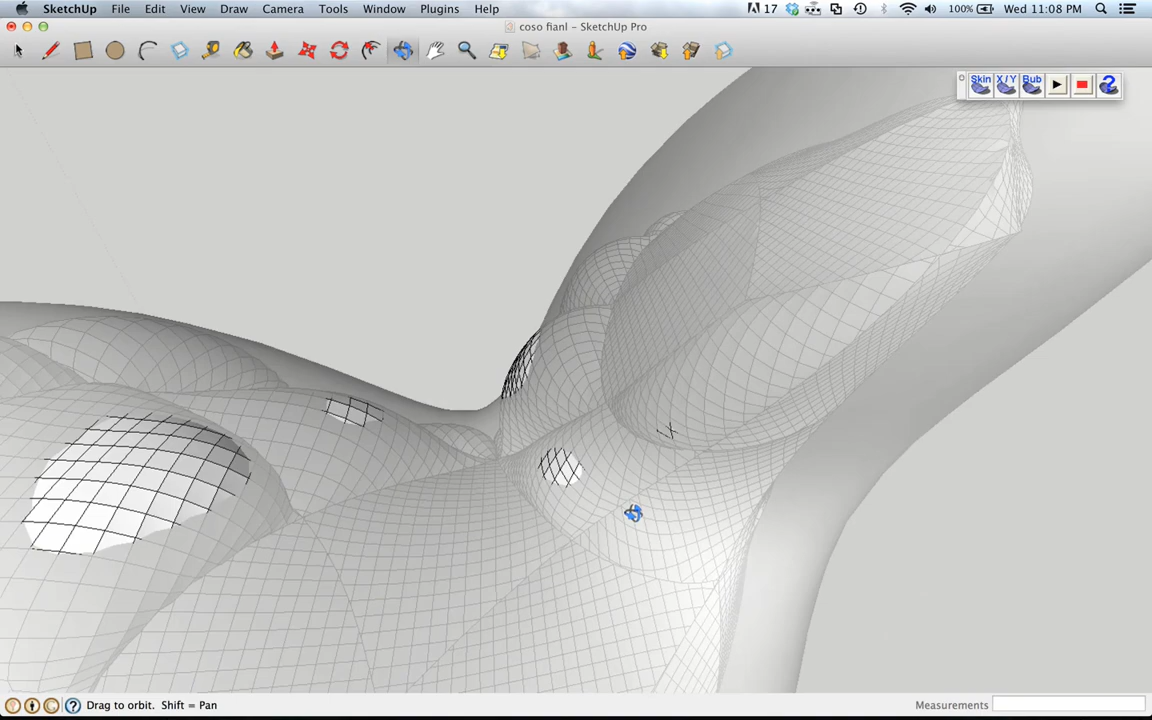 SketchUp File Edit View Draw Camera Tools Window Plugins Help 17 100% Wed 11:08 PM
coso fianl - SketchUp Pro
Skin X/Y Bub
Drag to orbit. Shift = Pan Measurements